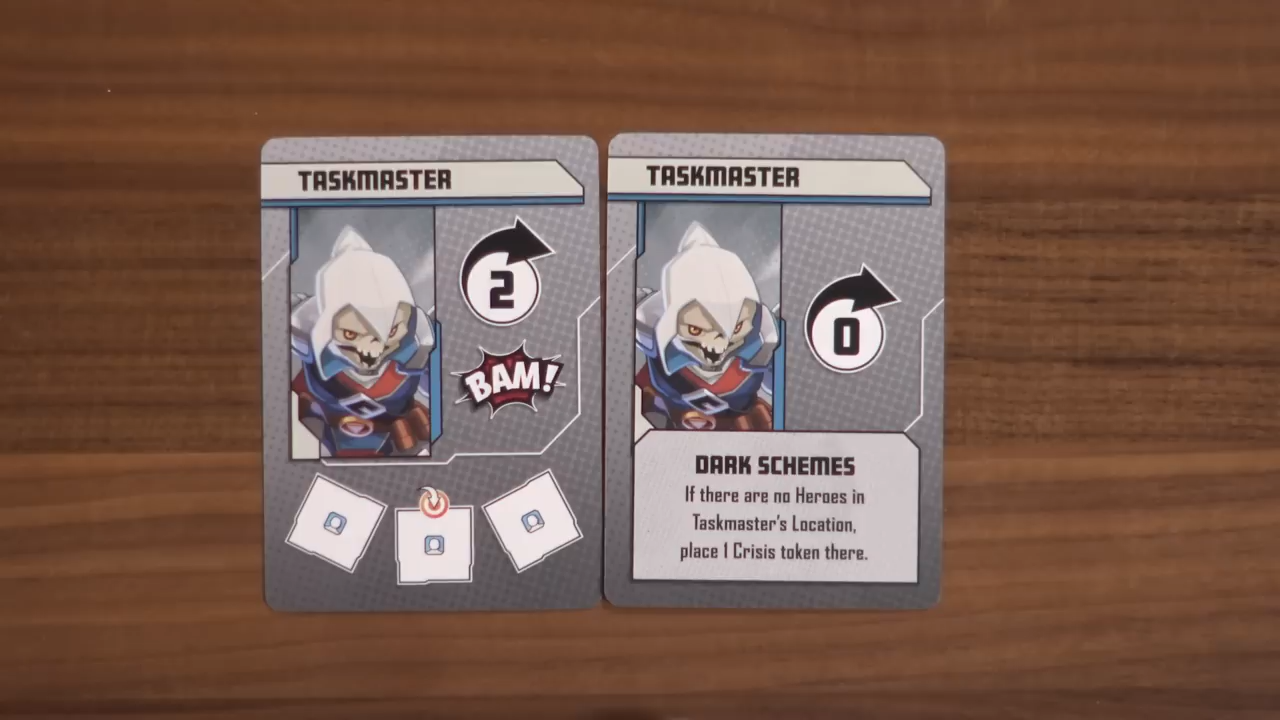 TASKMASTER
2
BAM!
TASKMASTER
0
DARK SCHEMES
If there are no Heroes in
Taskmaster's Location,
place 1 Crisis token there.